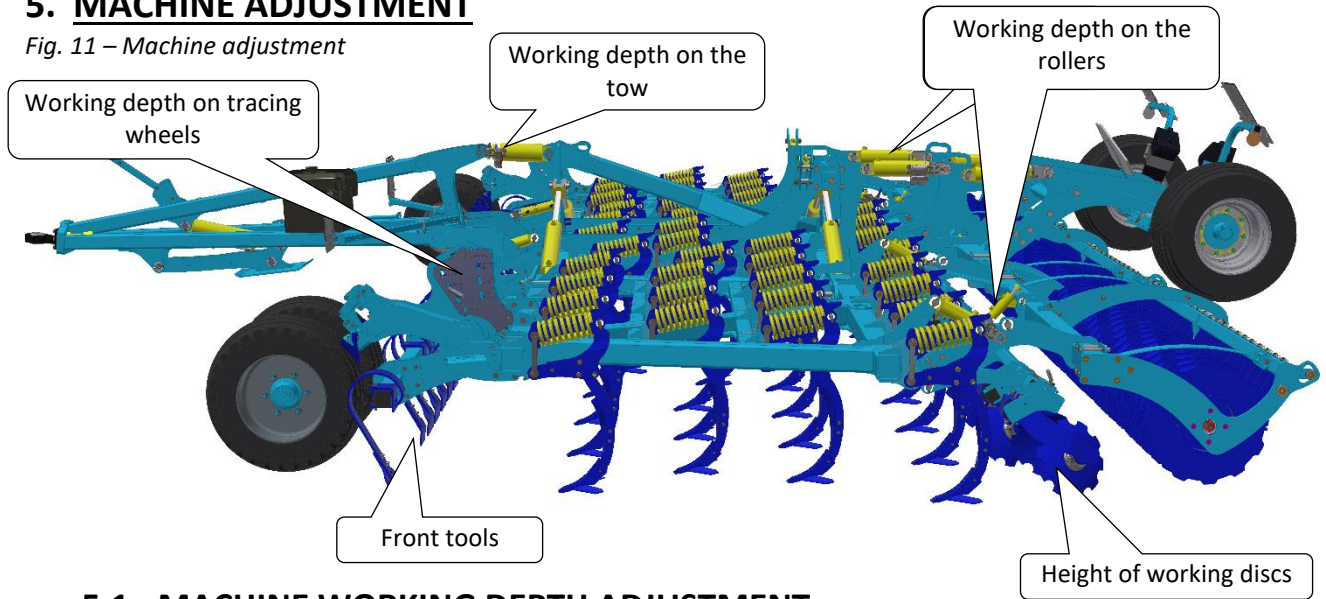 5. MACHINE ADJUSTMENT
Fig. 11 – Machine adjustment
Working depth on tracing
wheels
Working depth on the
tow
Working depth on the
rollers
Front tools
Height of working discs
5.1 MACHINE WORKING DEPTH ADJUSTMENT